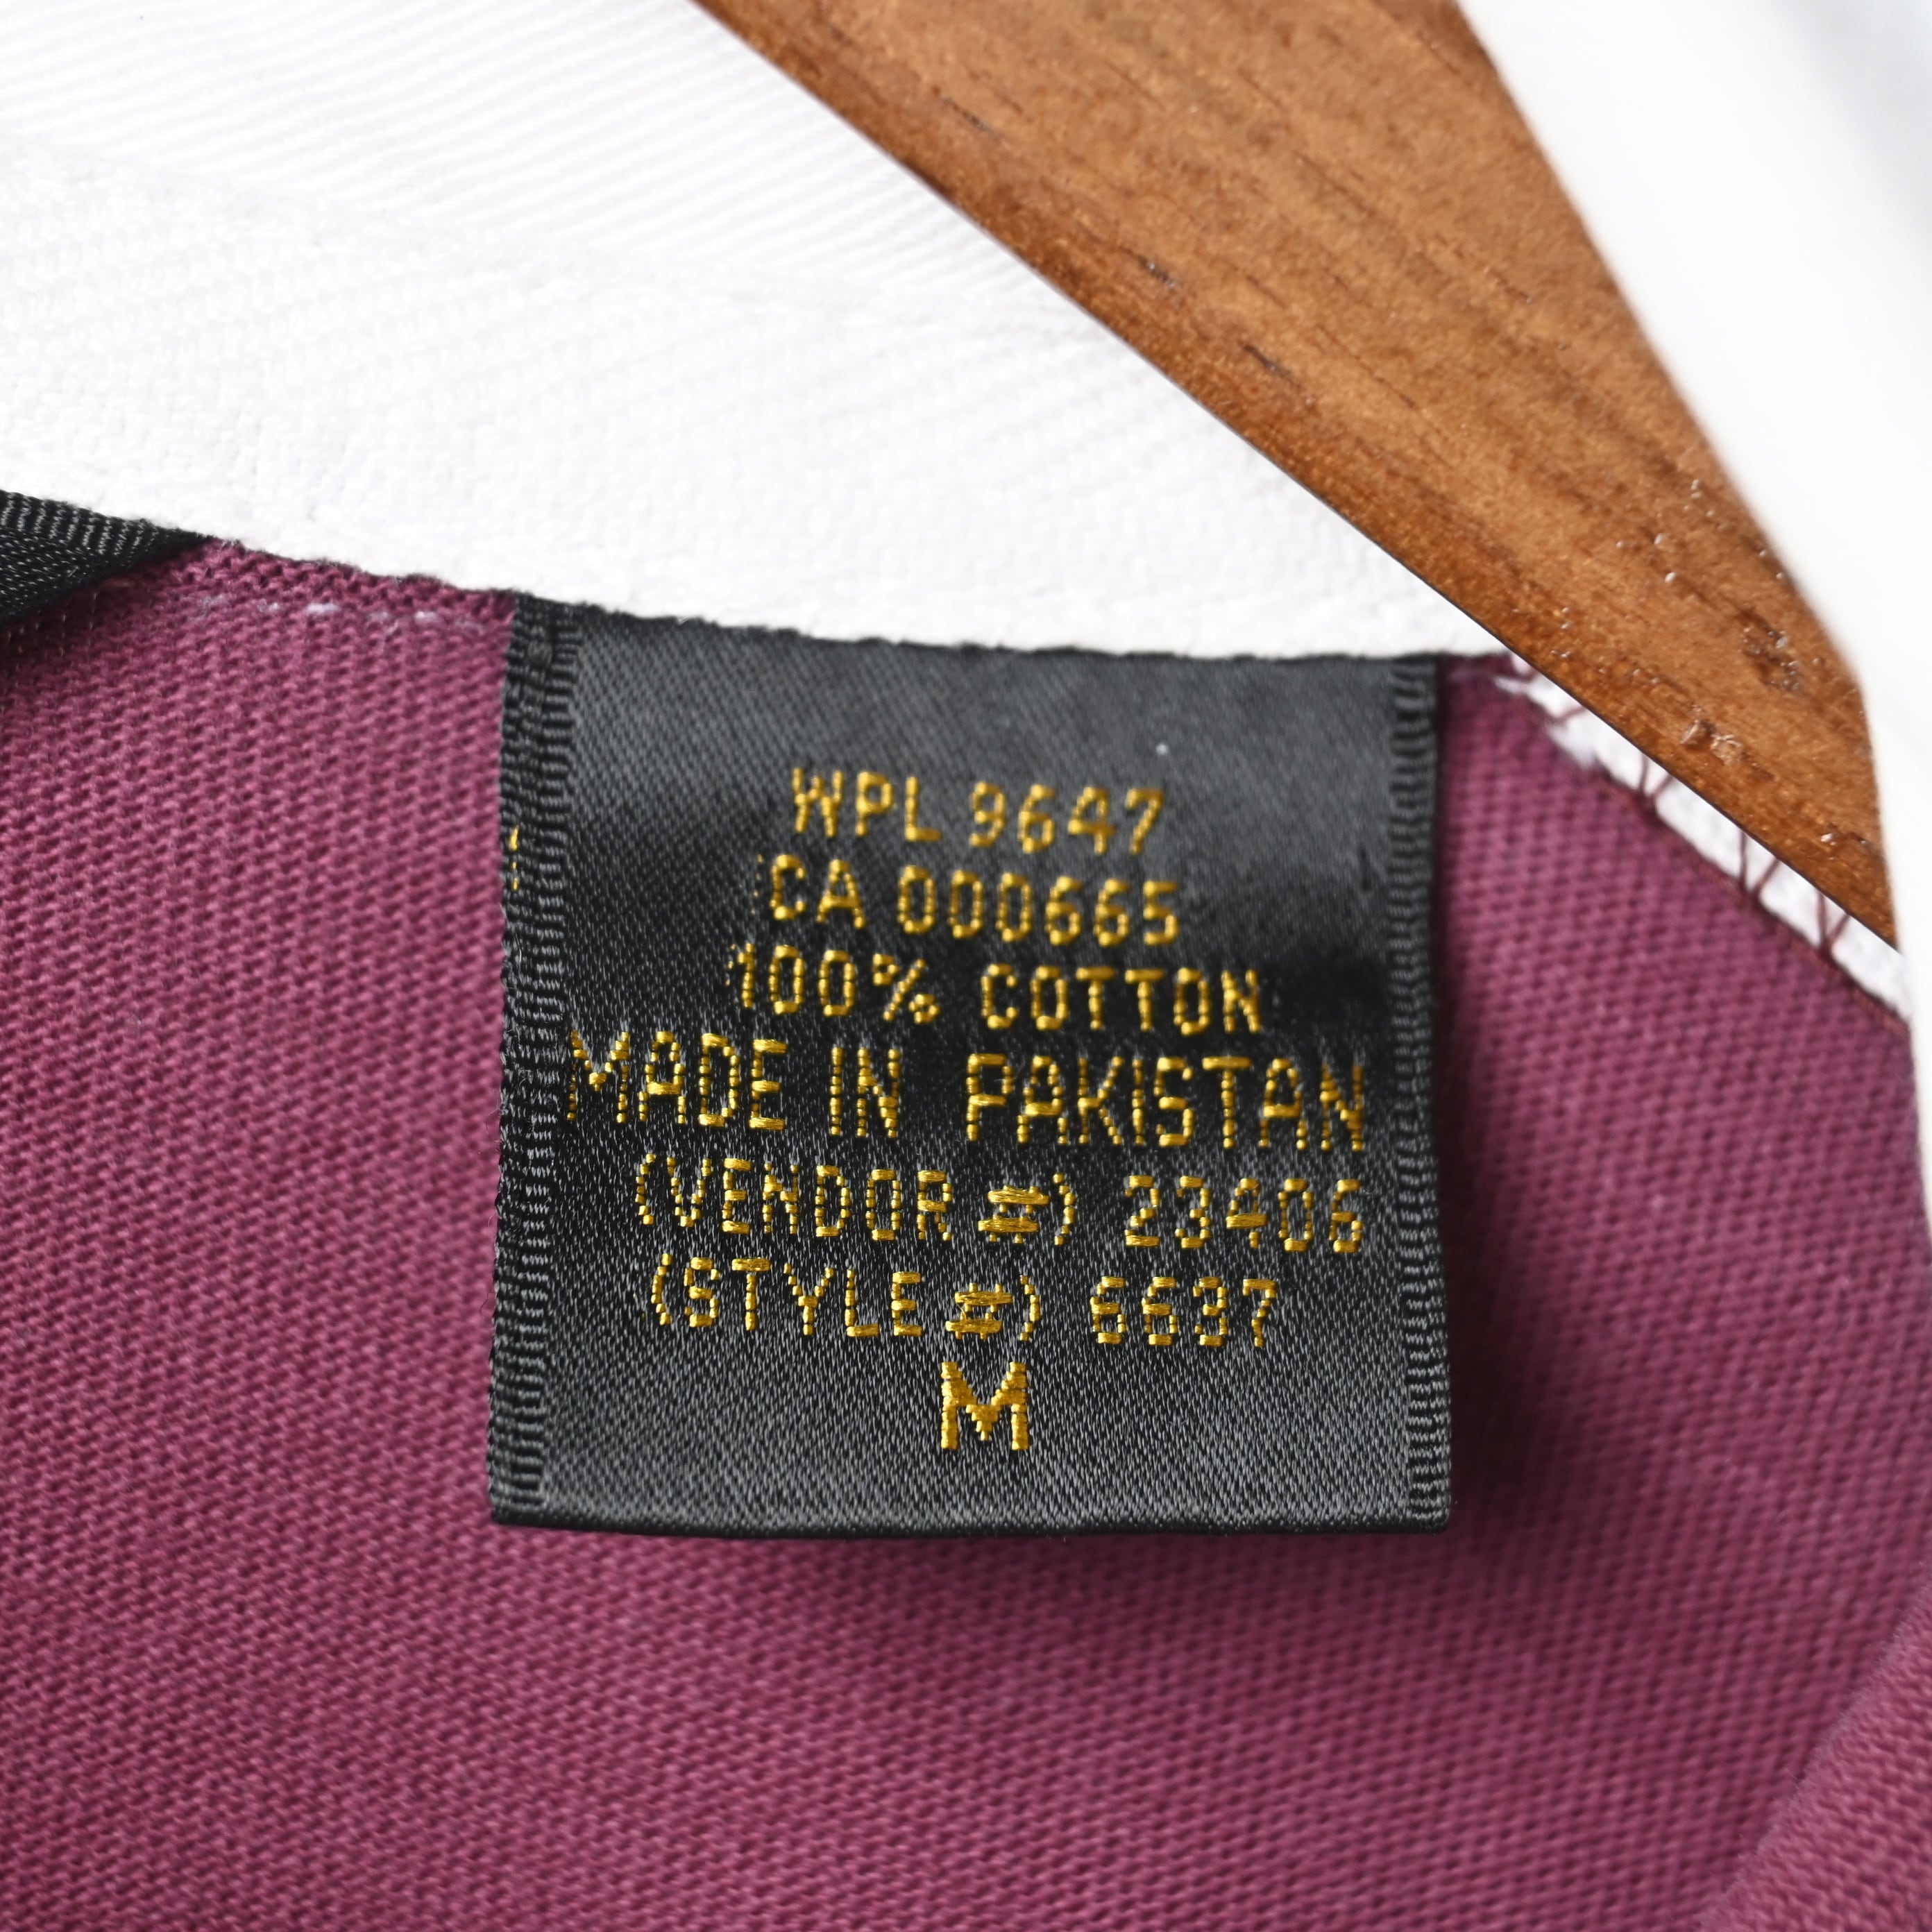 WPL 9647
CA 000665
100% COTTON
MADE IN PAKISTAN
(VENDOR #) 23406
(STYLE #) 6637
M